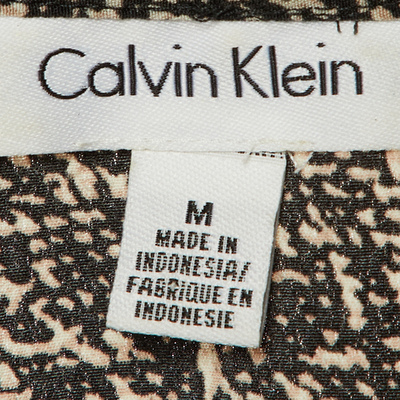 Calvin Klein
M
MADE IN
INDONESIA/
FABRIQUE EN
INDONESIE